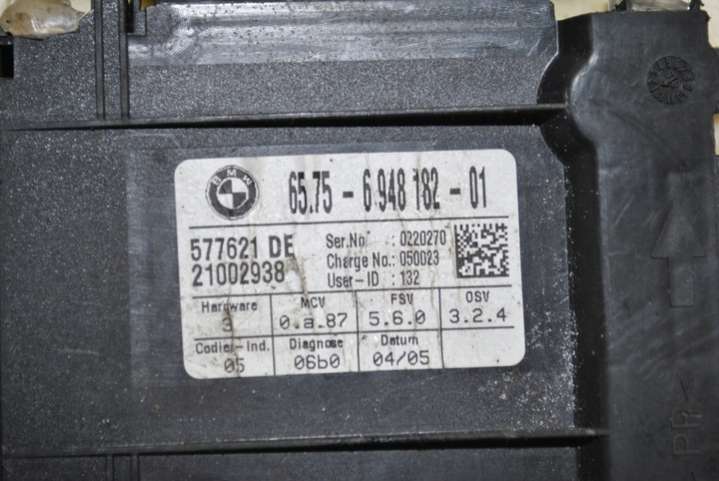 BMW
65.75 - 6 948 182 - 01
577621 DE
21002938
Ser.No. : 0220270
Charge No.: 050023
User-ID : 132
Hardware MCV FSV OSV
3 0.a.87 5.6.0 3.2.4
Codier-Ind. Diagnose Datum
05 06b0 04/05